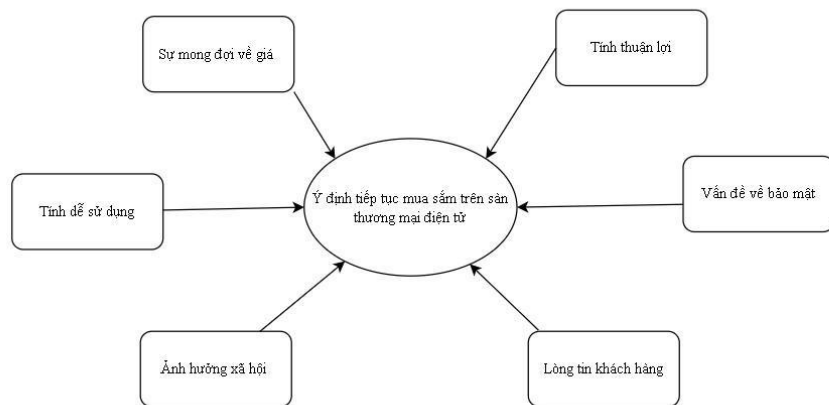 Sự mong đợi về giá
Tính thuận lợi
Tính dễ sử dụng
Ý định tiếp tục mua sắm trên sàn
thương mại điện tử
Vấn đề về bảo mật
Ảnh hưởng xã hội
Lòng tin khách hàng